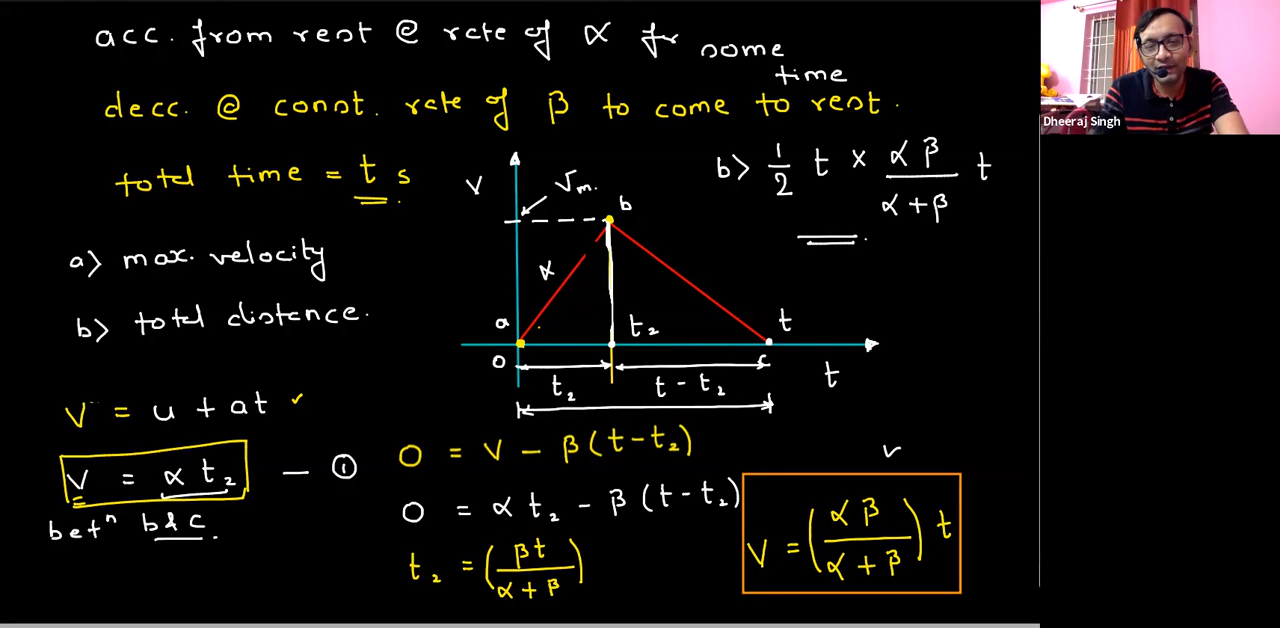 acc. from rest @ rate of α fr some
time
decc. @ const. rate of β to come to rest.
total time = t s
a) max. velocity
b) total distance.
V = u + at ✓
V = α t₂ — ①
betⁿ b & c.
V
Vm.
b
α
a
0
t₂
t
c
t₂
t - t₂
t
b) 1/2 t × αβ/(α+β) t
0 = V - β(t-t₂)
0 = α t₂ - β(t-t₂)
t₂ = (βt/(α+β))
V = (αβ/(α+β)) t
Dheeraj Singh